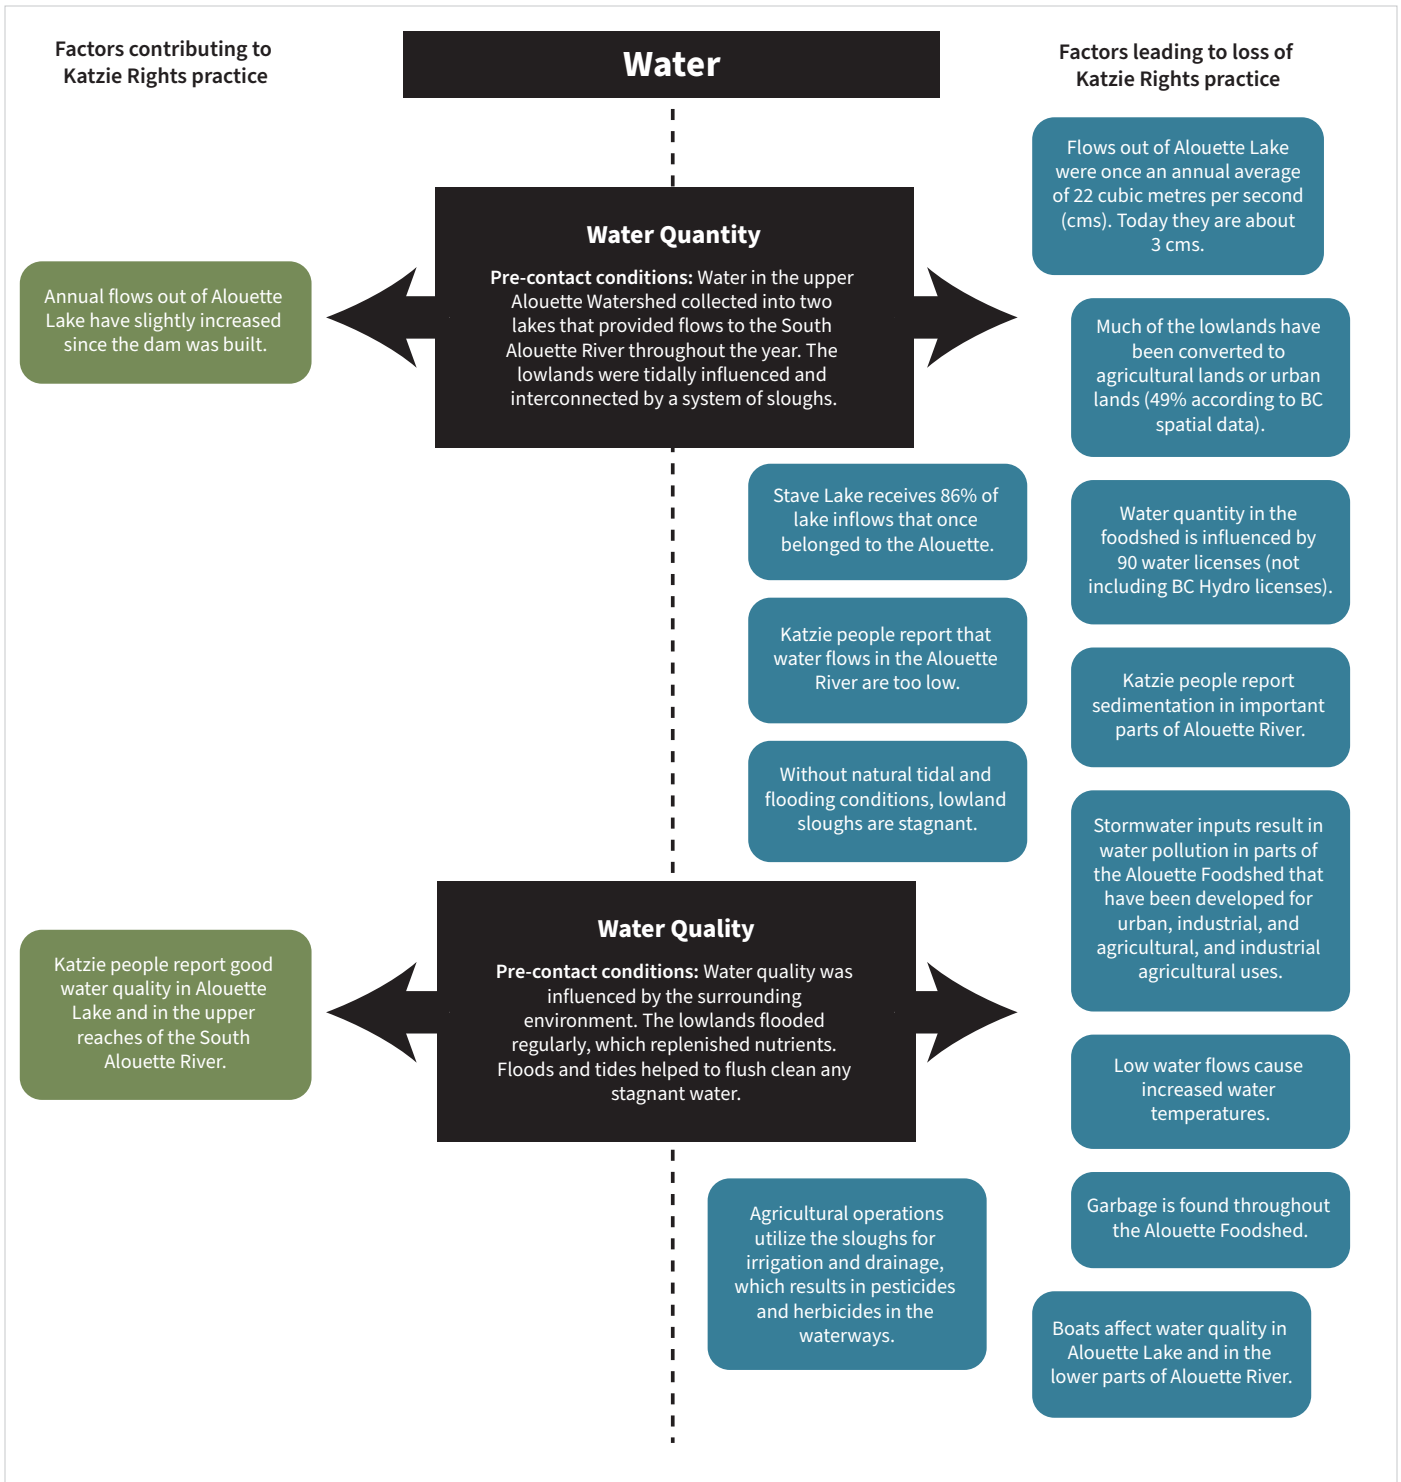 Factors contributing to
Katzie Rights practice
Water
Factors leading to loss of
Katzie Rights practice
Water Quantity
Pre-contact conditions: Water in the upper
Alouette Watershed collected into two
lakes that provided flows to the South
Alouette River throughout the year. The
lowlands were tidally influenced and
interconnected by a system of sloughs.
Annual flows out of Alouette
Lake have slightly increased
since the dam was built.
Flows out of Alouette Lake
were once an annual average
of 22 cubic metres per second
(cms). Today they are about
3 cms.
Much of the lowlands have
been converted to
agricultural lands or urban
lands (49% according to BC
spatial data).
Stave Lake receives 86% of
lake inflows that once
belonged to the Alouette.
Water quantity in the
foodshed is influenced by
90 water licenses (not
including BC Hydro licenses).
Katzie people report that
water flows in the Alouette
River are too low.
Katzie people report
sedimentation in important
parts of Alouette River.
Without natural tidal and
flooding conditions, lowland
sloughs are stagnant.
Stormwater inputs result in
water pollution in parts of
the Alouette Foodshed that
have been developed for
urban, industrial, and
agricultural, and industrial
agricultural uses.
Water Quality
Pre-contact conditions: Water quality was
influenced by the surrounding
environment. The lowlands flooded
regularly, which replenished nutrients.
Floods and tides helped to flush clean any
stagnant water.
Katzie people report good
water quality in Alouette
Lake and in the upper
reaches of the South
Alouette River.
Low water flows cause
increased water
temperatures.
Garbage is found throughout
the Alouette Foodshed.
Agricultural operations
utilize the sloughs for
irrigation and drainage,
which results in pesticides
and herbicides in the
waterways.
Boats affect water quality in
Alouette Lake and in the
lower parts of Alouette River.